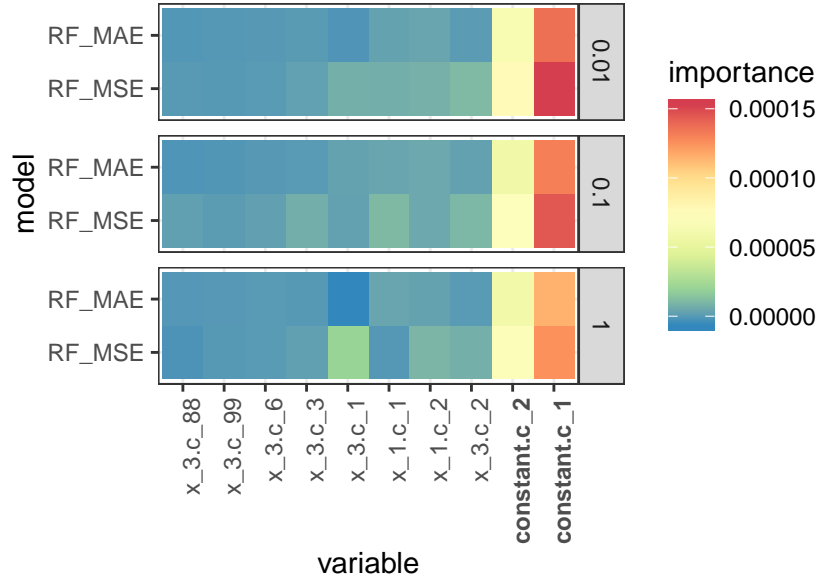 RF_MAE
RF_MSE
0.01
RF_MAE
RF_MSE
0.1
RF_MAE
RF_MSE
1
model
x_3.c_88
x_3.c_99
x_3.c_6
x_3.c_3
x_3.c_1
x_1.c_1
x_1.c_2
x_3.c_2
constant.c_2
constant.c_1
variable
importance
0.00015
0.00010
0.00005
0.00000